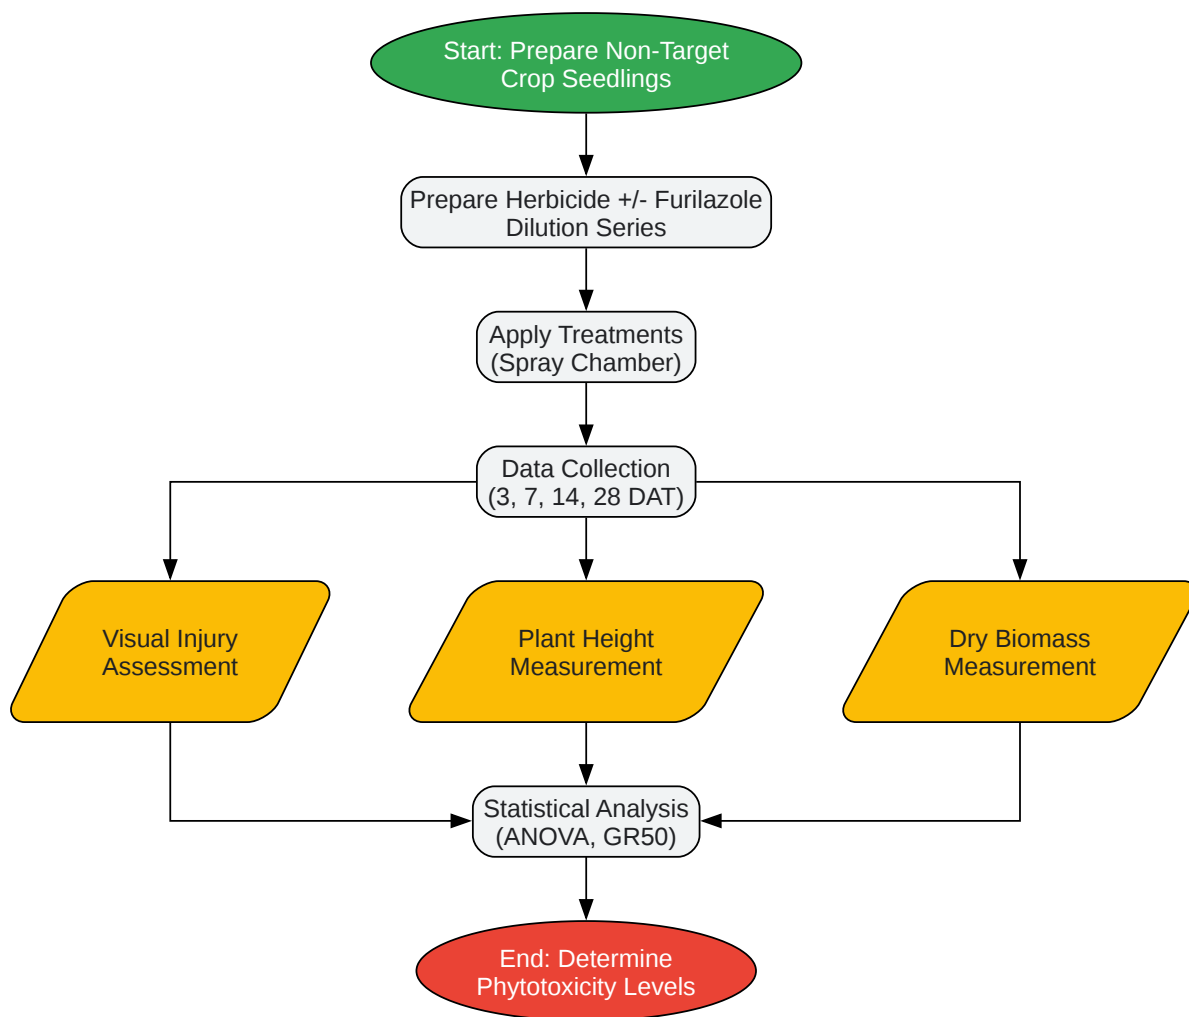 Start: Prepare Non-Target
Crop Seedlings
Prepare Herbicide +/- Furilazole
Dilution Series
Apply Treatments
(Spray Chamber)
Data Collection
(3, 7, 14, 28 DAT)
Visual Injury
Assessment
Plant Height
Measurement
Dry Biomass
Measurement
Statistical Analysis
(ANOVA, GR50)
End: Determine
Phytotoxicity Levels